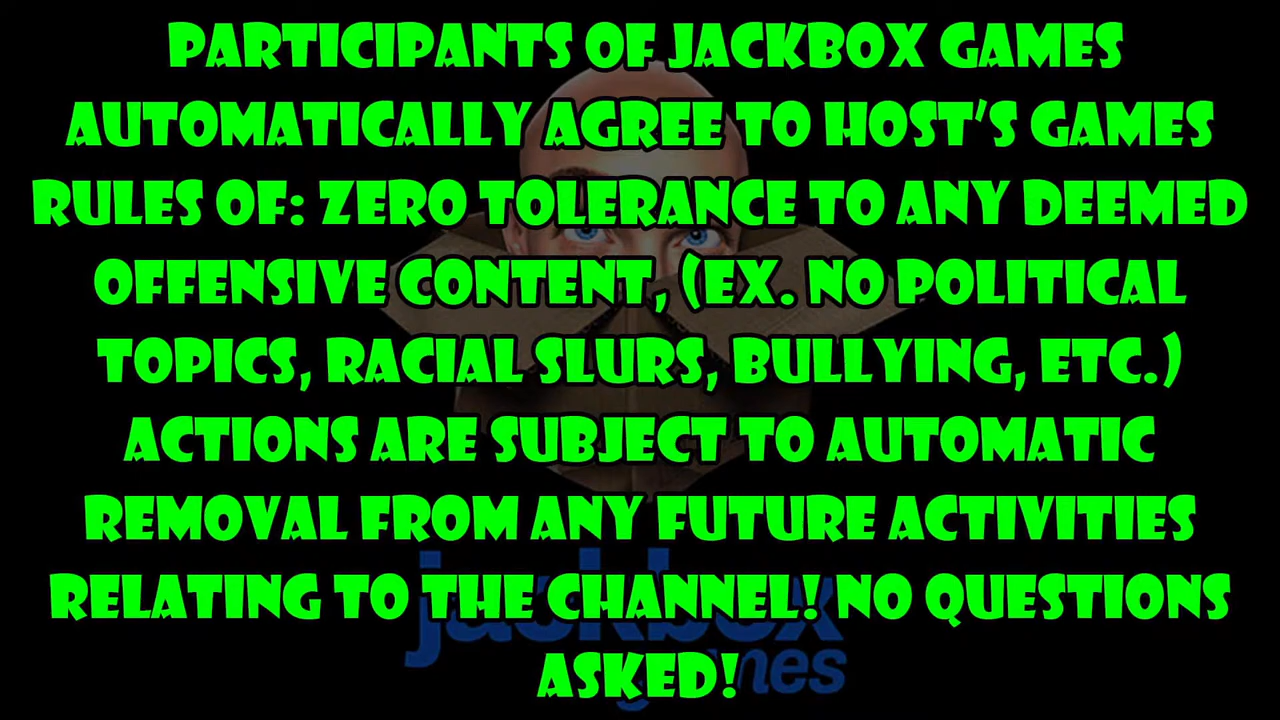 PARTICIPANTS OF JACKBOX GAMES
AUTOMATICALLY AGREE TO HOST'S GAMES
RULES OF: ZERO TOLERANCE TO ANY DEEMED
OFFENSIVE CONTENT, (EX. NO POLITICAL
TOPICS, RACIAL SLURS, BULLYING, ETC.)
ACTIONS ARE SUBJECT TO AUTOMATIC
REMOVAL FROM ANY FUTURE ACTIVITIES
RELATING TO THE CHANNEL! NO QUESTIONS
ASKED!
jackbox
games